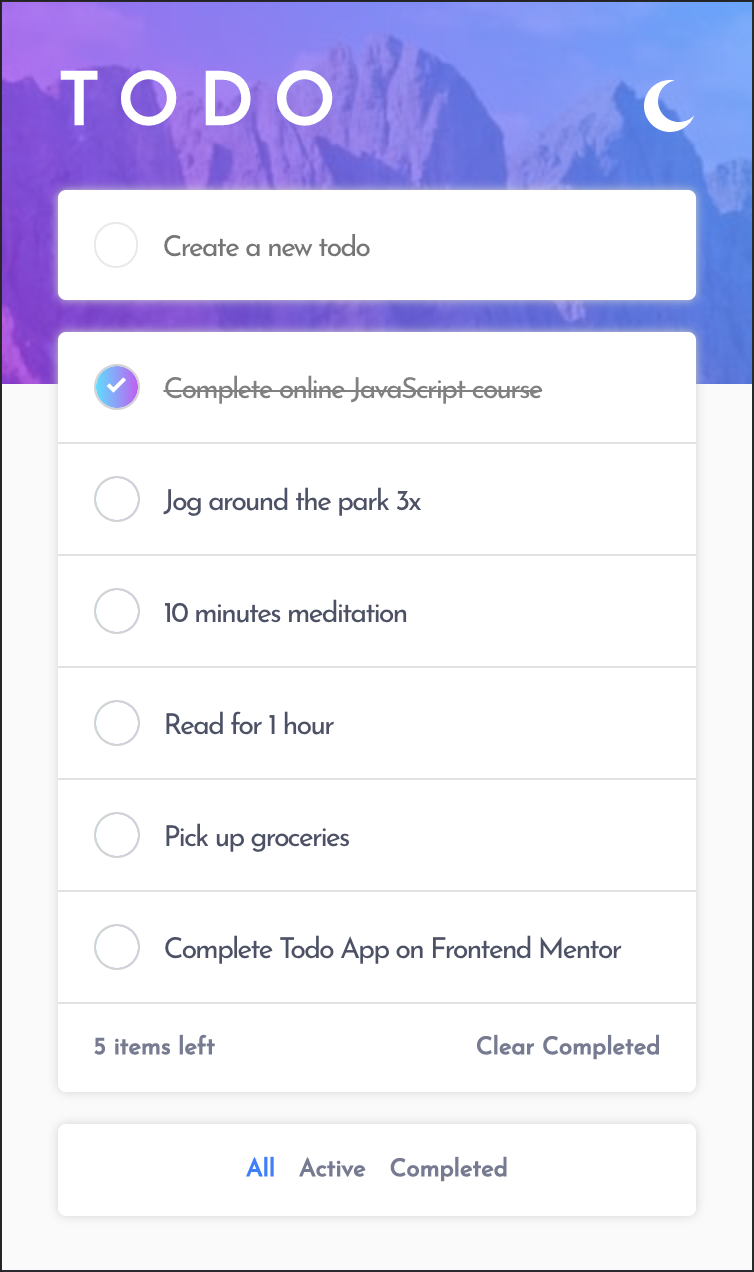 TODO
Create a new todo
Complete online JavaScript course
Jog around the park 3x
10 minutes meditation
Read for 1 hour
Pick up groceries
Complete Todo App on Frontend Mentor
5 items left Clear Completed
All Active Completed